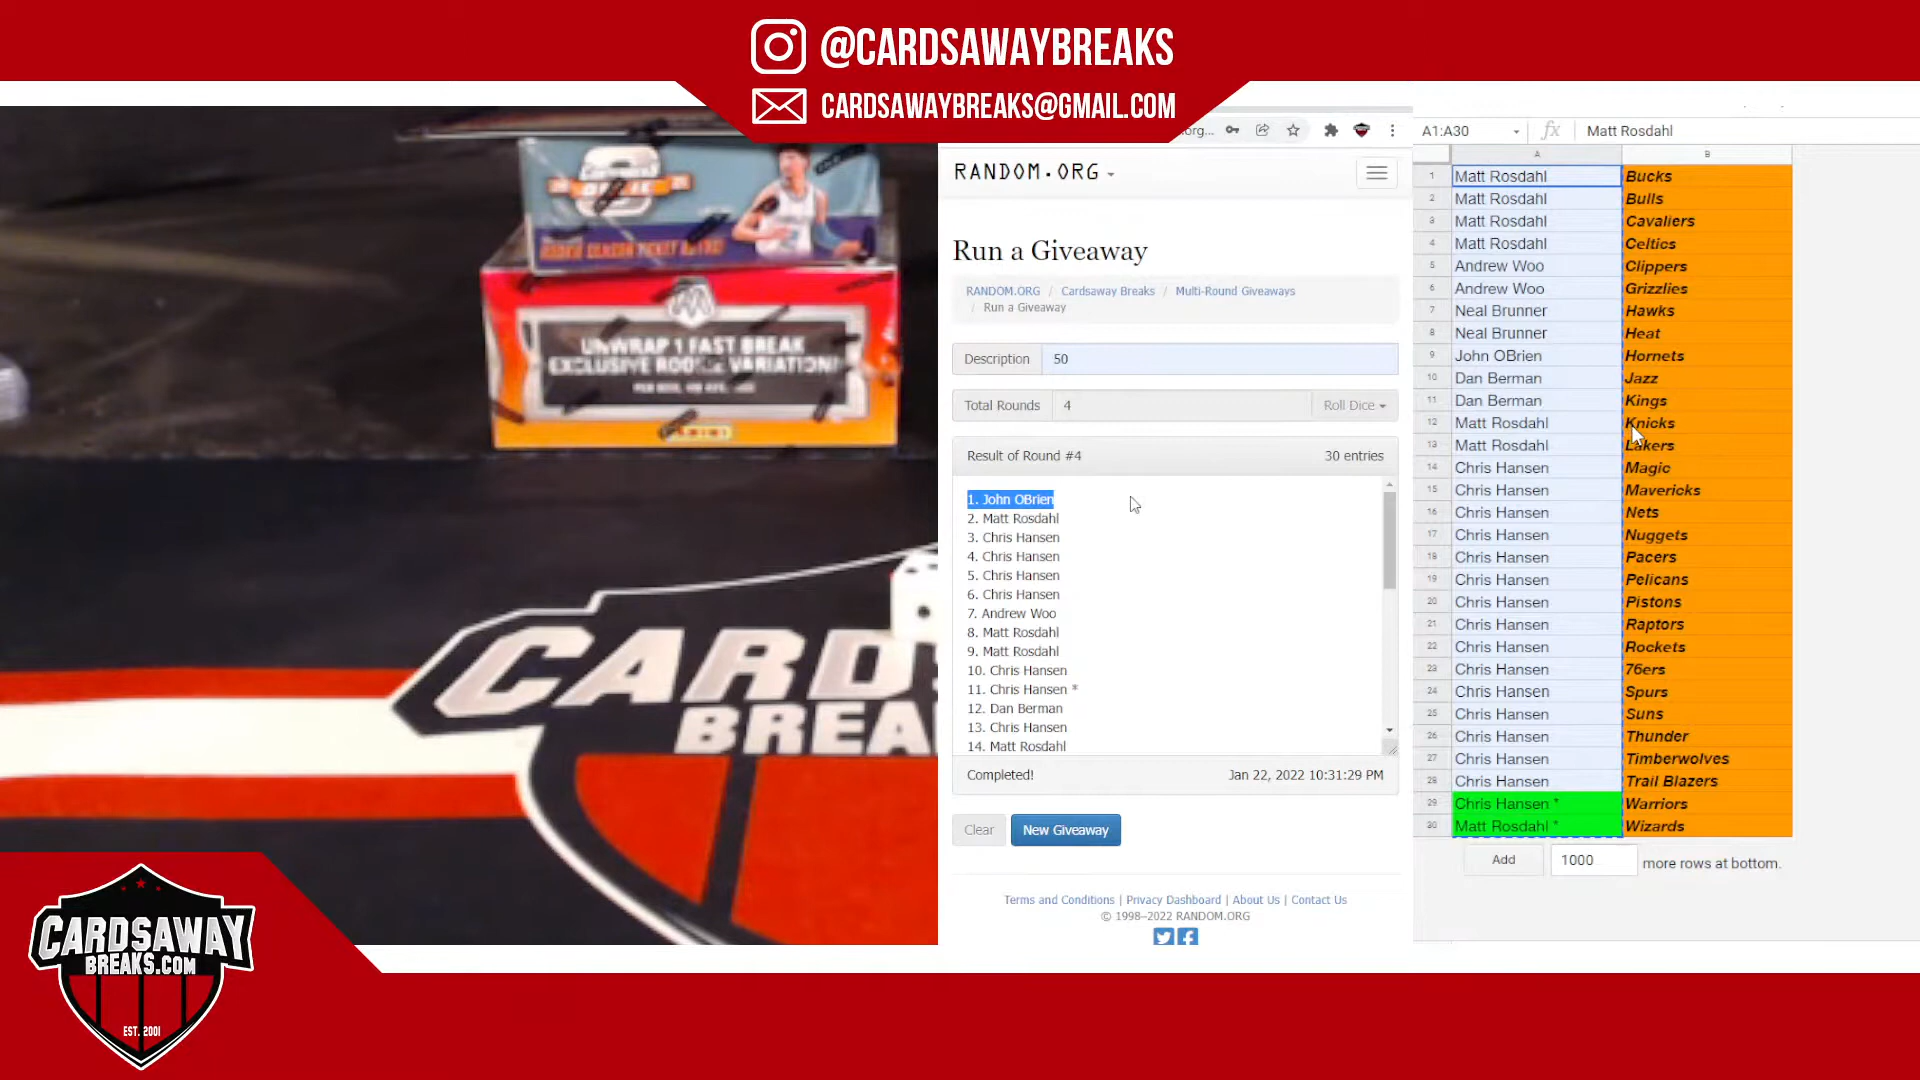 @CARDSAWAYBREAKS
CARDSAWAYBREAKS@GMAIL.COM
UNWRAP 1 FAST BREAK
EXCLUSIVE ROOKIE VARIATION!
PANINI
CARDS
BREA
CARDSAWAY
BREAKS.COM
EST. 2001
.org...
RANDOM.ORG
Run a Giveaway
RANDOM.ORG / Cardsaway Breaks / Multi-Round Giveaways
/ Run a Giveaway
Description 50
Total Rounds 4 Roll Dice
Result of Round #4 30 entries
1. John OBrien
2. Matt Rosdahl
3. Chris Hansen
4. Chris Hansen
5. Chris Hansen
6. Chris Hansen
7. Andrew Woo
8. Matt Rosdahl
9. Matt Rosdahl
10. Chris Hansen
11. Chris Hansen *
12. Dan Berman
13. Chris Hansen
14. Matt Rosdahl
Completed! Jan 22, 2022 10:31:29 PM
Clear New Giveaway
Terms and Conditions | Privacy Dashboard | About Us | Contact Us
© 1998–2022 RANDOM.ORG
A1:A30 fx Matt Rosdahl
A B
1 Matt Rosdahl Bucks
2 Matt Rosdahl Bulls
3 Matt Rosdahl Cavaliers
4 Matt Rosdahl Celtics
5 Andrew Woo Clippers
6 Andrew Woo Grizzlies
7 Neal Brunner Hawks
8 Neal Brunner Heat
9 John OBrien Hornets
10 Dan Berman Jazz
11 Dan Berman Kings
12 Matt Rosdahl Knicks
13 Matt Rosdahl Lakers
14 Chris Hansen Magic
15 Chris Hansen Mavericks
16 Chris Hansen Nets
17 Chris Hansen Nuggets
18 Chris Hansen Pacers
19 Chris Hansen Pelicans
20 Chris Hansen Pistons
21 Chris Hansen Raptors
22 Chris Hansen Rockets
23 Chris Hansen 76ers
24 Chris Hansen Spurs
25 Chris Hansen Suns
26 Chris Hansen Thunder
27 Chris Hansen Timberwolves
28 Chris Hansen Trail Blazers
29 Chris Hansen * Warriors
30 Matt Rosdahl * Wizards
Add 1000 more rows at bottom.